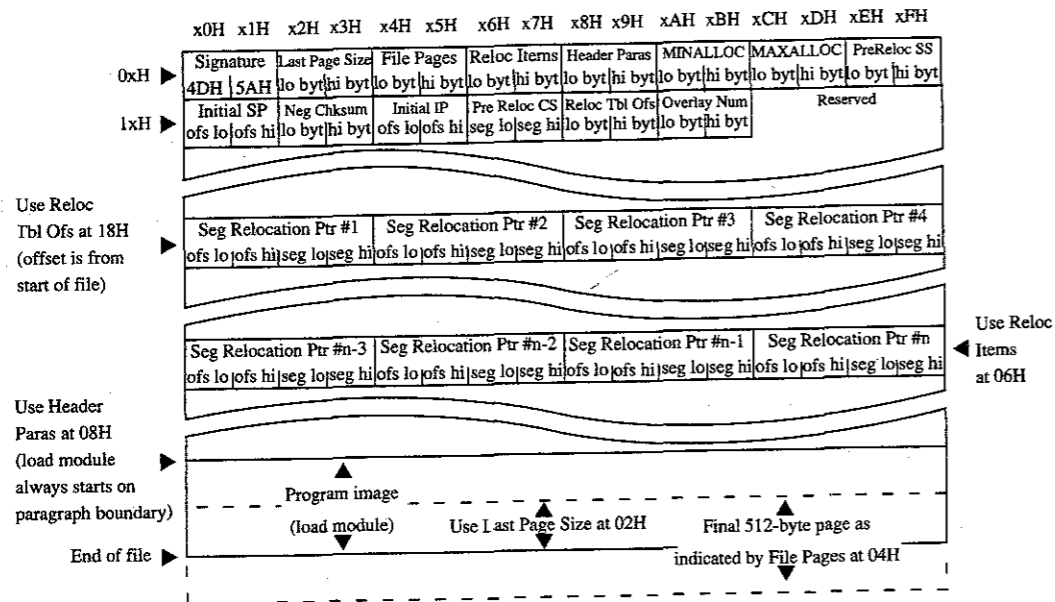 x0H x1H x2H x3H x4H x5H x6H x7H x8H x9H xAH xBH xCH xDH xEH xFH
Signature Last Page Size File Pages Reloc Items Header Paras MINALLOC MAXALLOC PreReloc SS
0xH
4DH 5AH lo byt hi byt lo byt hi byt lo byt hi byt lo byt hi byt lo byt hi byt lo byt hi byt lo byt hi byt
Initial SP Neg Chksum Initial IP Pre Reloc CS Reloc Tbl Ofs Overlay Num Reserved
1xH
ofs lo ofs hi lo byt hi byt ofs lo ofs hi seg lo seg hi lo byt hi byt lo byt hi byt
Use Reloc
Tbl Ofs at 18H
(offset is from
start of file)
Seg Relocation Ptr #1 Seg Relocation Ptr #2 Seg Relocation Ptr #3 Seg Relocation Ptr #4
ofs lo ofs hi seg lo seg hi ofs lo ofs hi seg lo seg hi ofs lo ofs hi seg lo seg hi ofs lo ofs hi seg lo seg hi
Seg Relocation Ptr #n-3 Seg Relocation Ptr #n-2 Seg Relocation Ptr #n-1 Seg Relocation Ptr #n
ofs lo ofs hi seg lo seg hi ofs lo ofs hi seg lo seg hi ofs lo ofs hi seg lo seg hi ofs lo ofs hi seg lo seg hi
Use Reloc
Items
at 06H
Use Header
Paras at 08H
(load module
always starts on
paragraph boundary)
Program image
(load module)
Use Last Page Size at 02H
Final 512-byte page as
indicated by File Pages at 04H
End of file